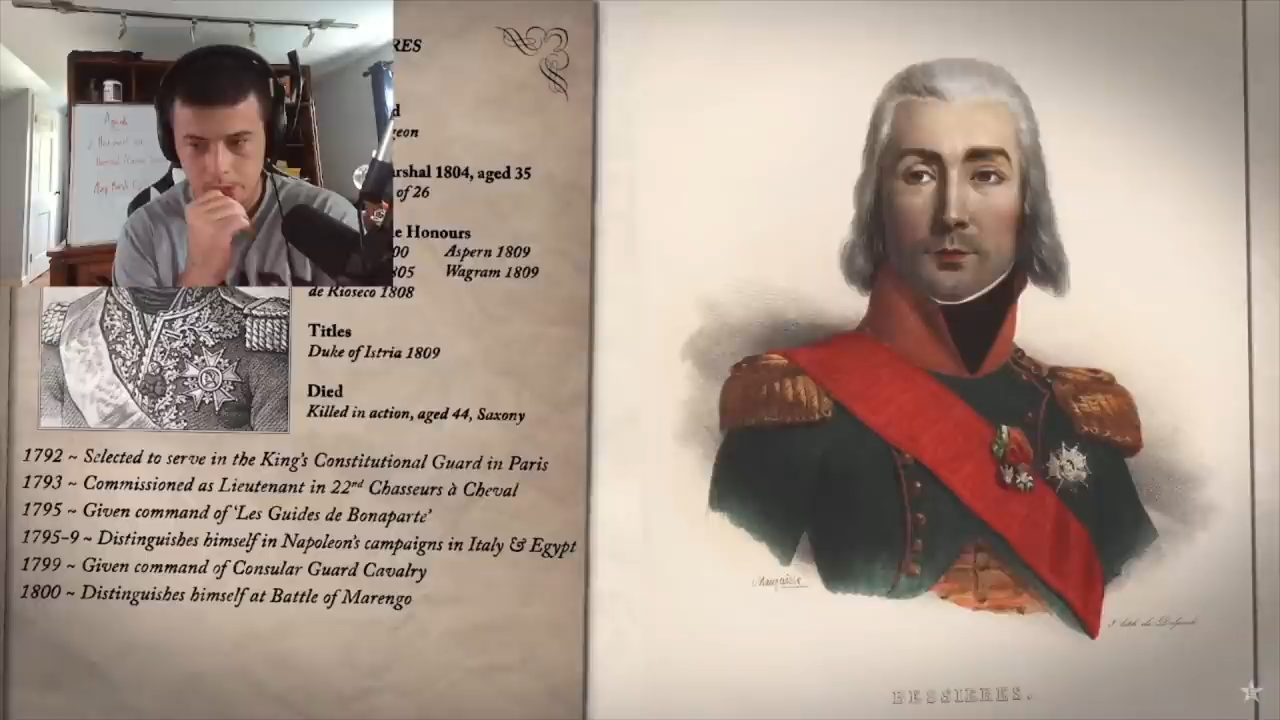 RES
geon
rshal 1804, aged 35
of 26
e Honours
00 Aspern 1809
805 Wagram 1809
de Rioseco 1808
Titles
Duke of Istria 1809
Died
Killed in action, aged 44, Saxony
1792 ~ Selected to serve in the King's Constitutional Guard in Paris
1793 ~ Commissioned as Lieutenant in 22nd Chasseurs à Cheval
1795 ~ Given command of 'Les Guides de Bonaparte'
1795-9 ~ Distinguishes himself in Napoleon's campaigns in Italy & Egypt
1799 ~ Given command of Consular Guard Cavalry
1800 ~ Distinguishes himself at Battle of Marengo
BESSIERES.